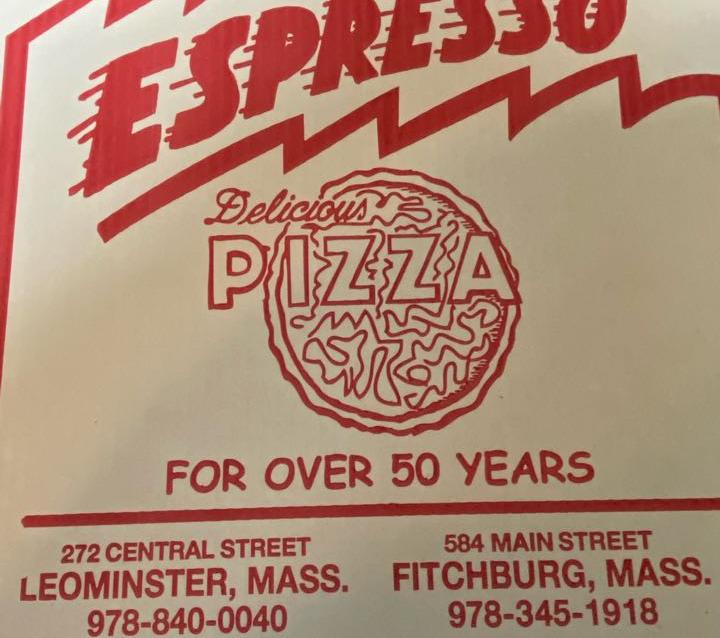 ESPRESSO
Delicious
PIZZA
FOR OVER 50 YEARS
272 CENTRAL STREET
LEOMINSTER, MASS.
978-840-0040
584 MAIN STREET
FITCHBURG, MASS.
978-345-1918